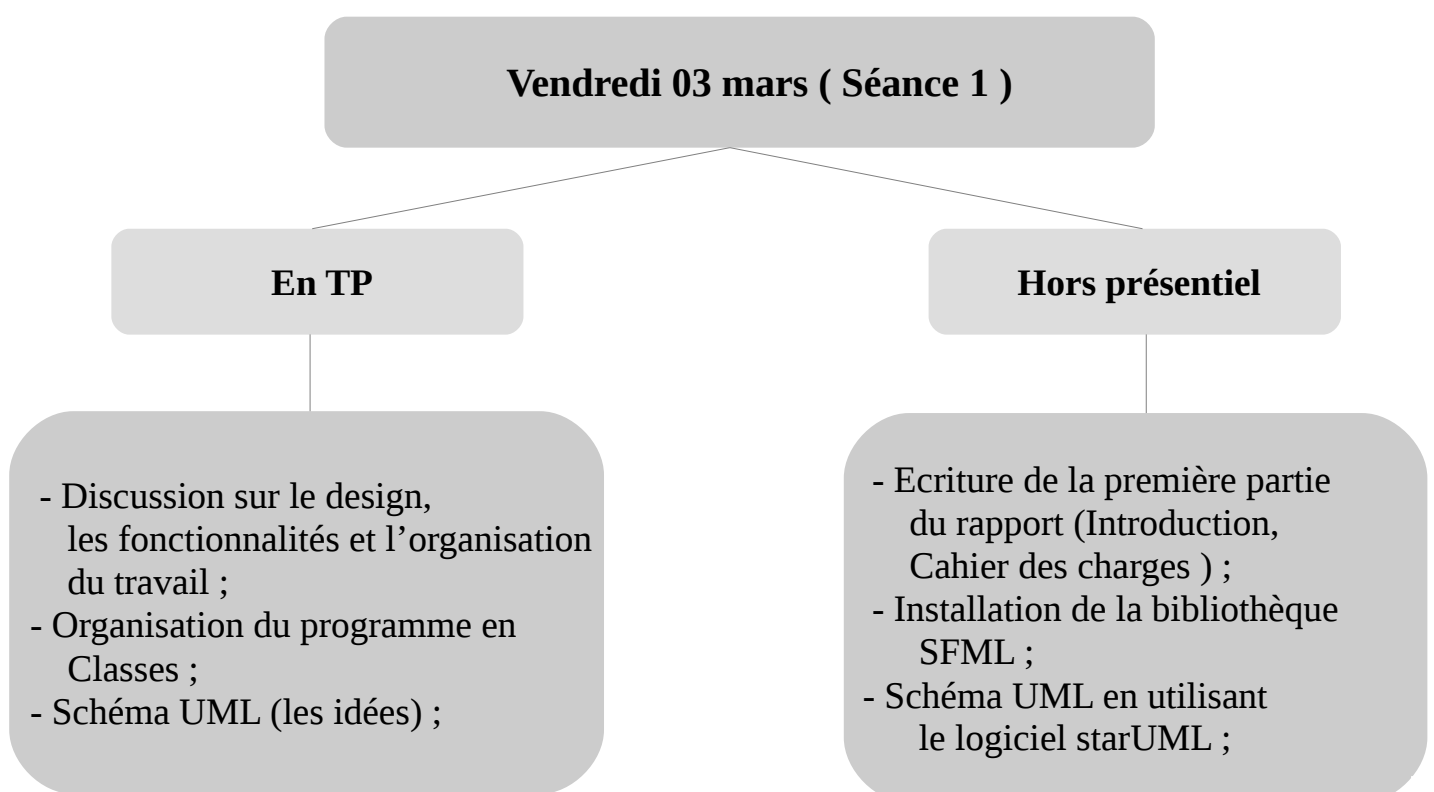 Vendredi 03 mars ( Séance 1 )
En TP
Hors présentiel
- Discussion sur le design,
les fonctionnalités et l’organisation
du travail ;
- Organisation du programme en
Classes ;
- Schéma UML (les idées) ;
- Ecriture de la première partie
du rapport (Introduction,
Cahier des charges ) ;
- Installation de la bibliothèque
SFML ;
- Schéma UML en utilisant
le logiciel starUML ;